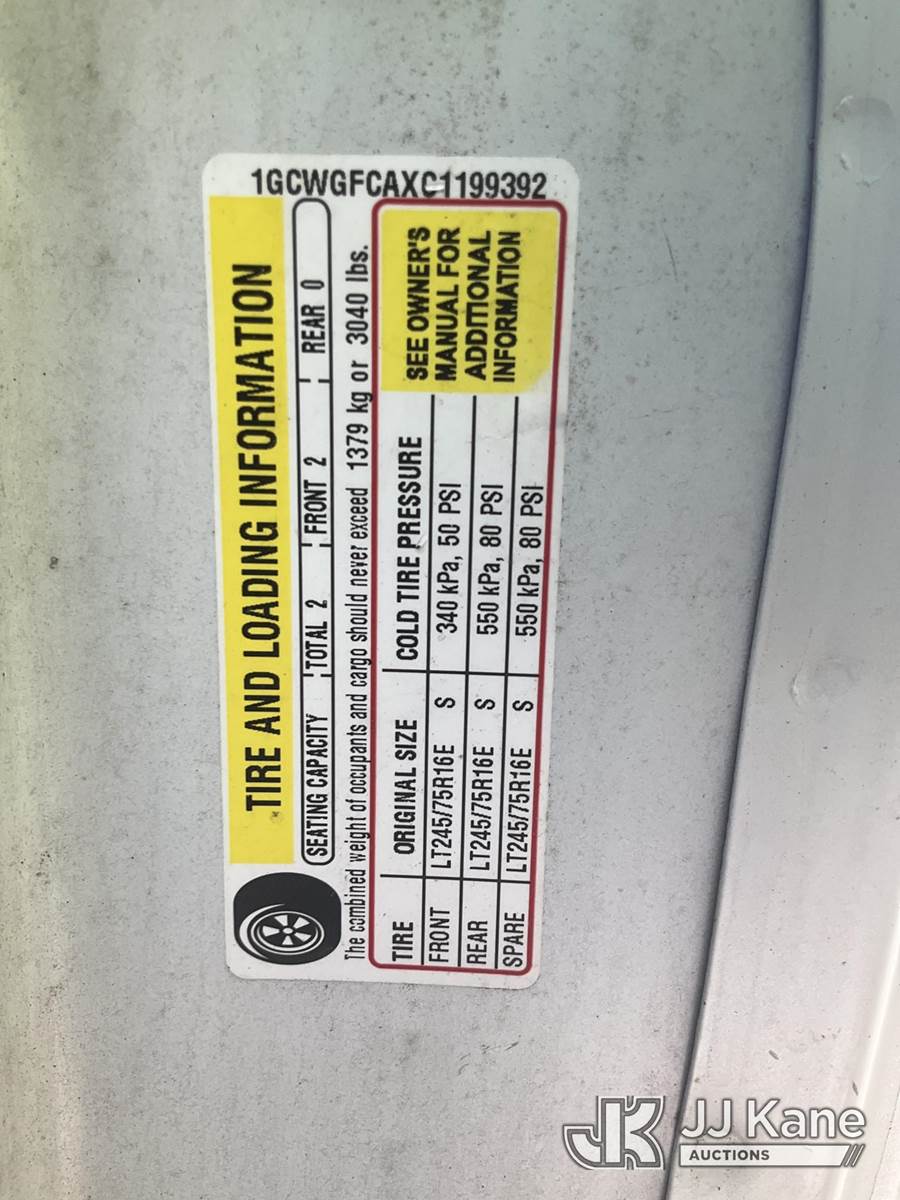 1GCWGFCAXC1199392
TIRE AND LOADING INFORMATION
SEATING CAPACITY TOTAL 2 FRONT 2 REAR 0
The combined weight of occupants and cargo should never exceed 1379 kg or 3040 lbs.
TIRE ORIGINAL SIZE COLD TIRE PRESSURE
FRONT LT245/75R16E S 340 kPa, 50 PSI
REAR LT245/75R16E S 550 kPa, 80 PSI
SPARE LT245/75R16E S 550 kPa, 80 PSI
SEE OWNER'S
MANUAL FOR
ADDITIONAL
INFORMATION
JK JJ Kane
AUCTIONS